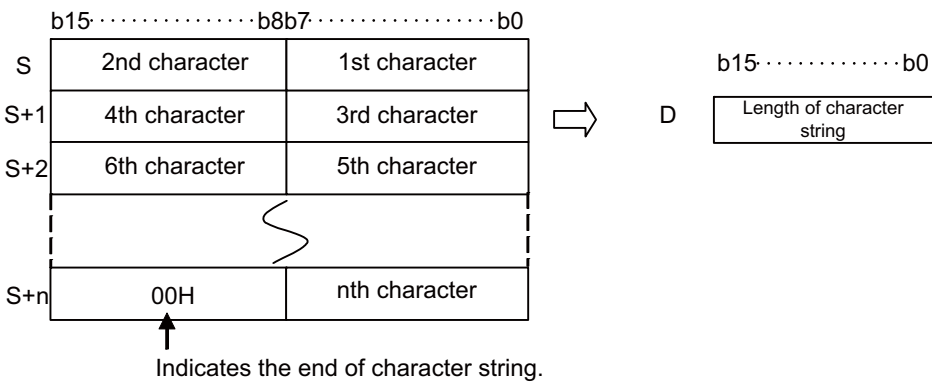 b15···············b8b7··················b0
S 2nd character 1st character
S+1 4th character 3rd character
S+2 6th character 5th character
S+n 00H nth character
Indicates the end of character string.
b15·············b0
D Length of character
string